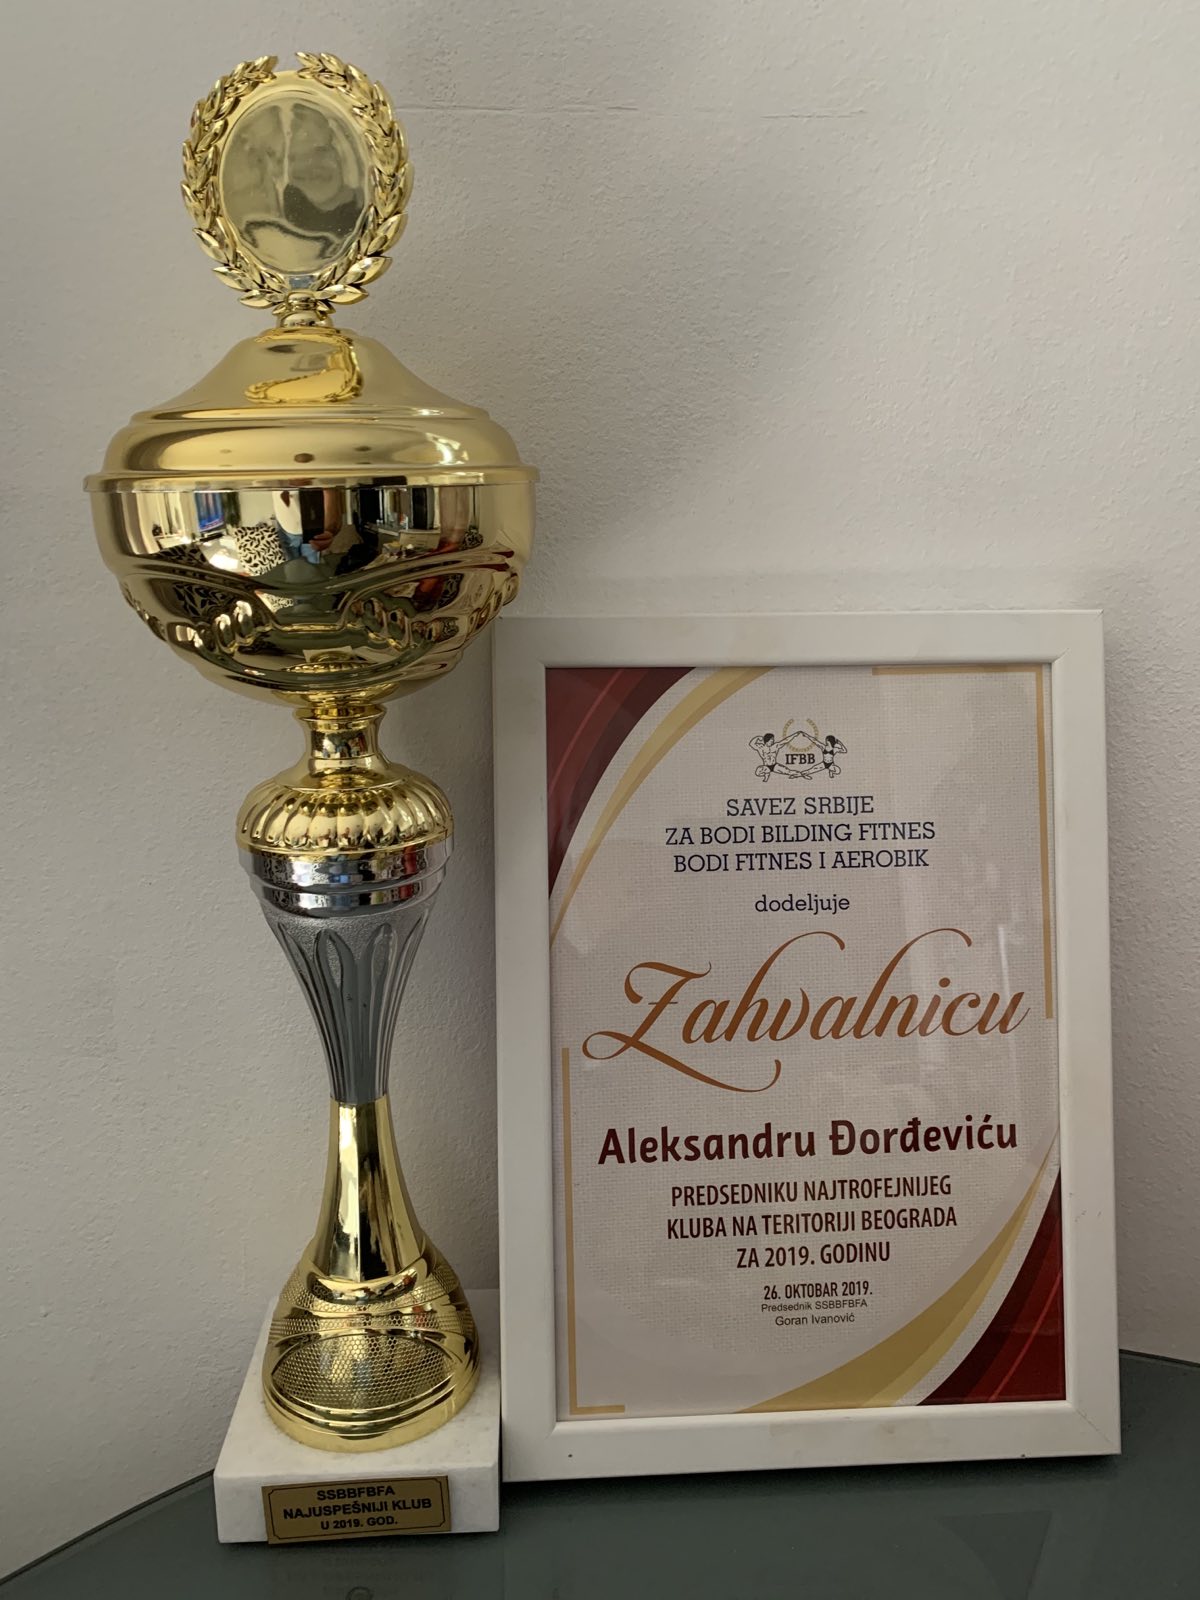 IFBB
SAVEZ SRBIJE
ZA BODI BILDING FITNES
BODI FITNES I AEROBIK
dodeljuje
Zahvalnicu
Aleksandru Đorđeviću
PREDSEDNIKU NAJTROFEJNIJEG
KLUBA NA TERITORIJI BEOGRADA
ZA 2019. GODINU
26. OKTOBAR 2019.
Predsednik SSBBFBFA
Goran Ivanović
SSBBFBFA
NAJUSPEŠNIJI KLUB
U 2019. GOD.